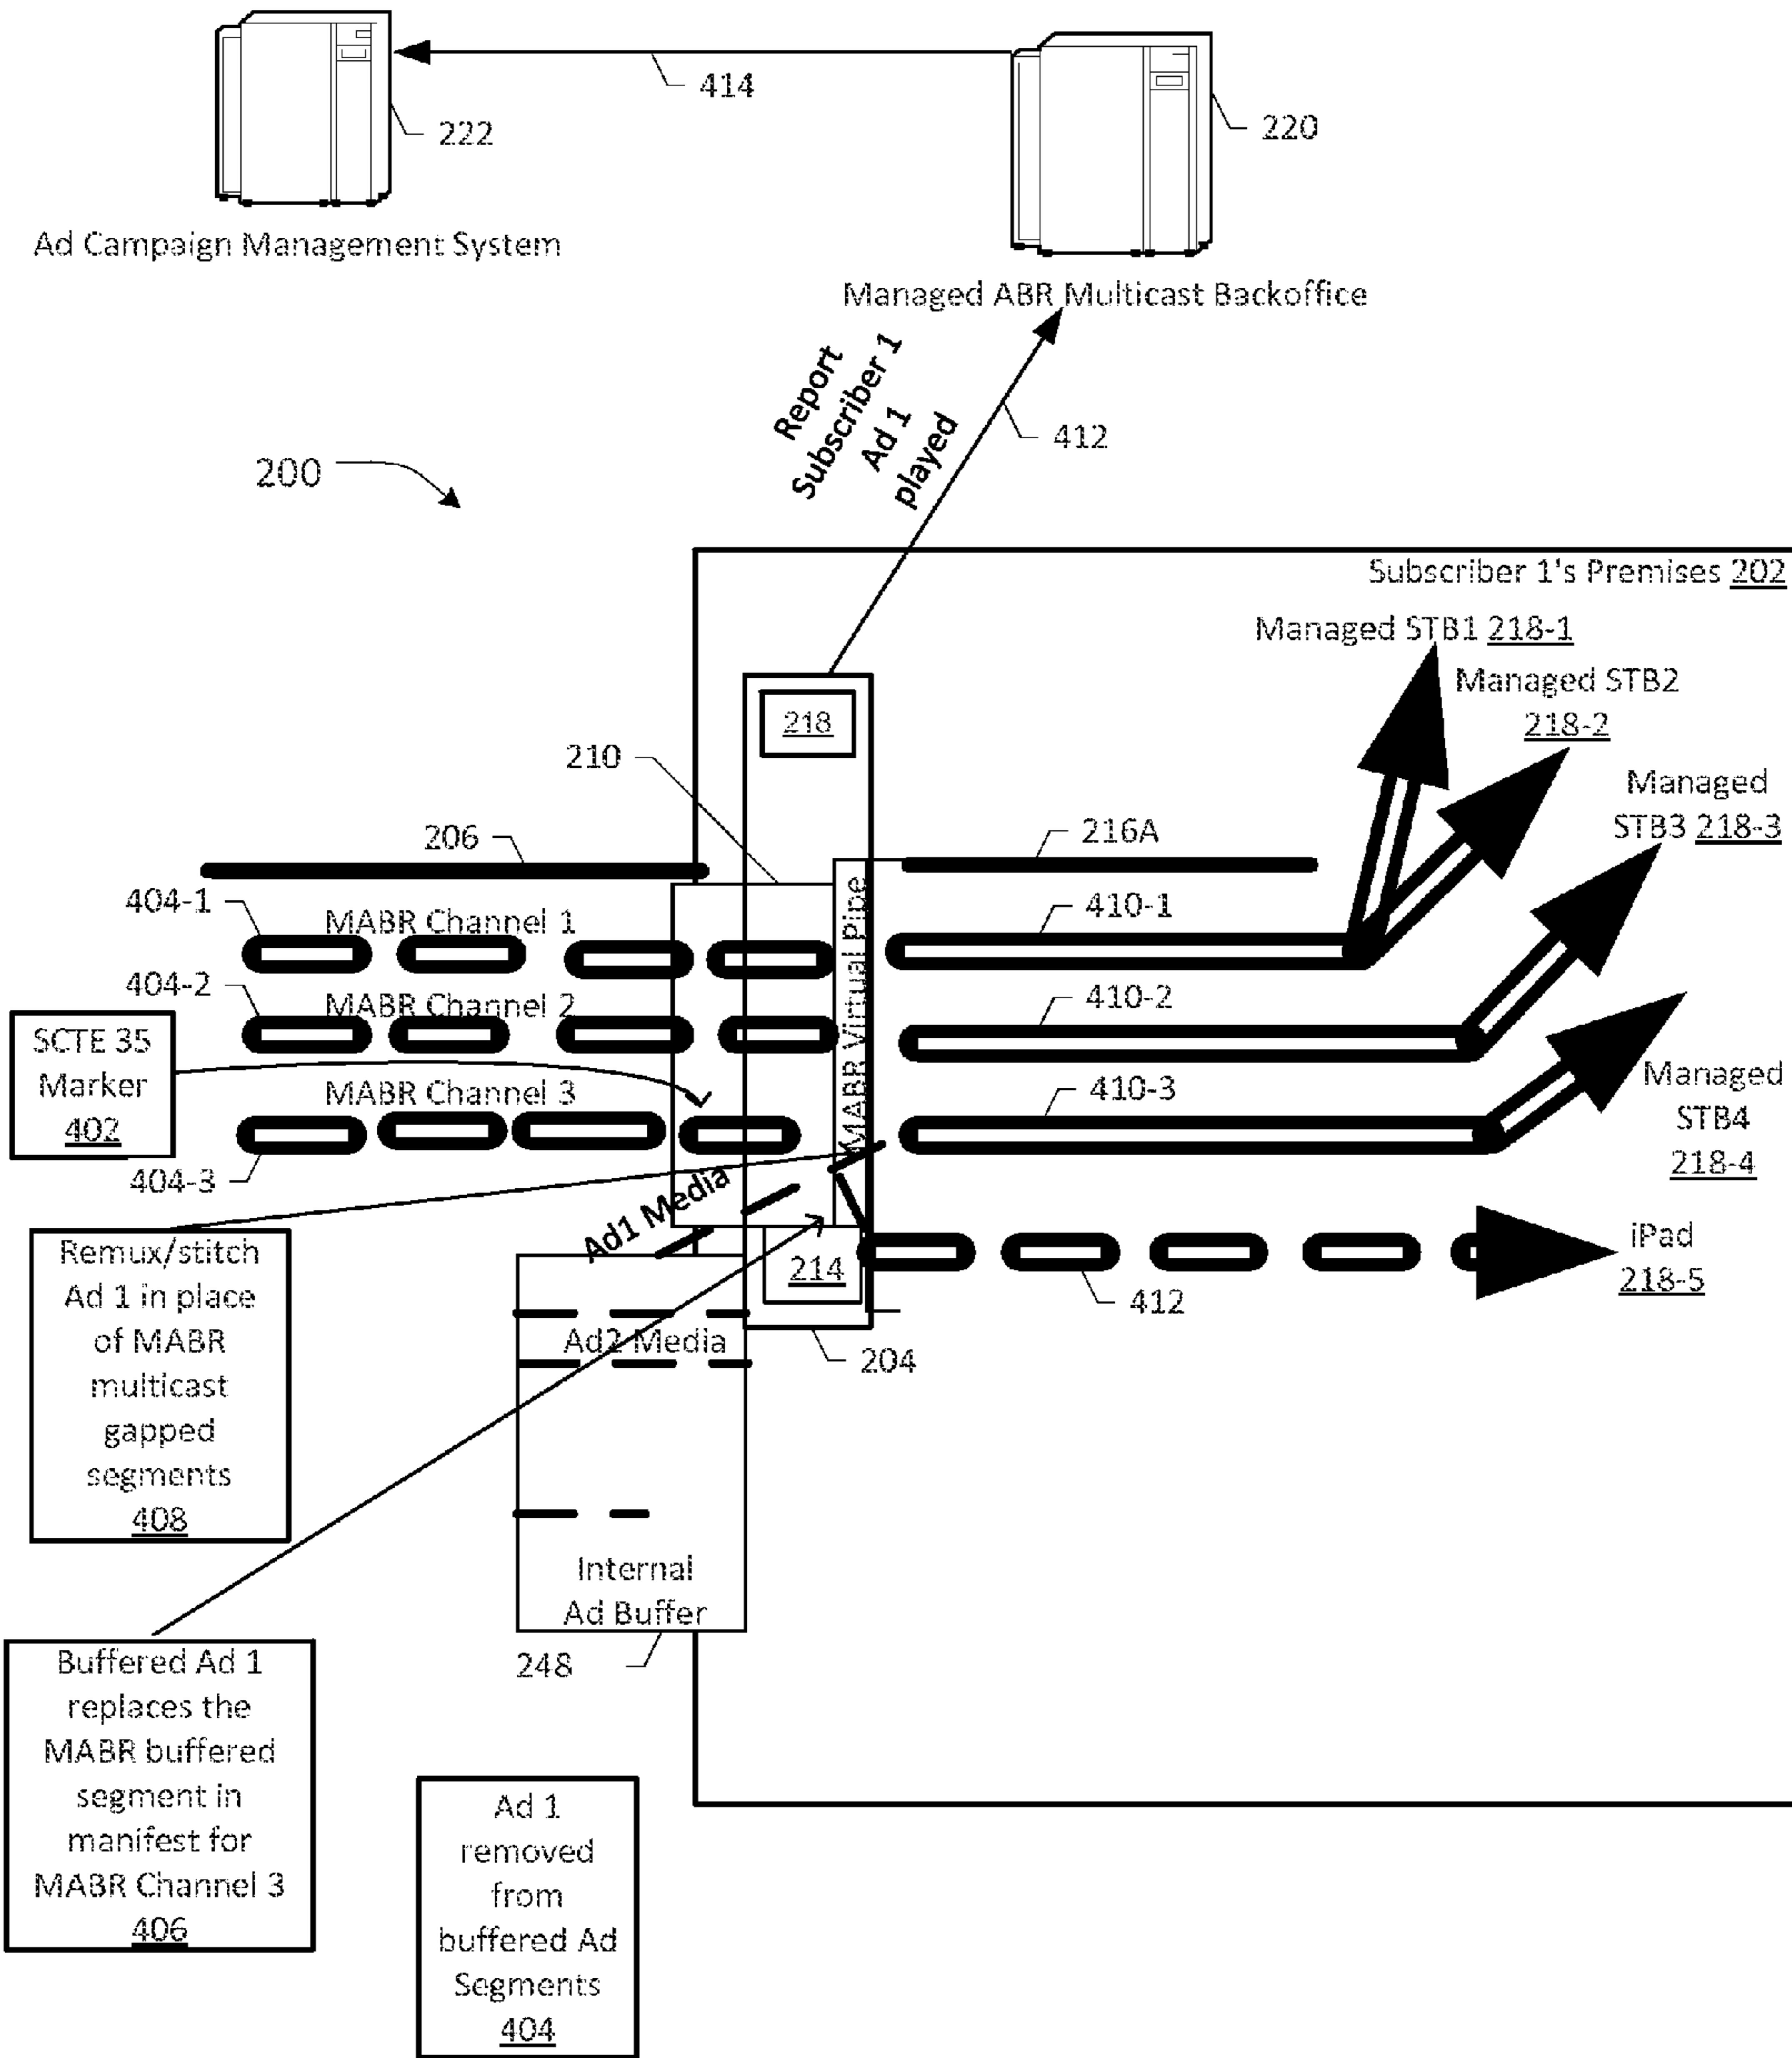 414
222
220
Ad Campaign Management System
Managed ABR Multicast Backoffice
Report
Subscriber 1
Ad 1
played
412
200
Subscriber 1's Premises 202
Managed STB1 218-1
Managed STB2
218-2
Managed
STB3 218-3
218
210
206
216A
404-1
MABR Channel 1
410-1
404-2
MABR Channel 2
410-2
MABR Virtual Pipe
SCTE 35
Marker
402
MABR Channel 3
410-3
Managed
STB4
218-4
404-3
Ad1 Media
Remux/stitch
Ad 1 in place
of MABR
multicast
gapped
segments
408
214
iPad
218-5
412
Ad2 Media
204
Internal
Ad Buffer
248
Buffered Ad 1
replaces the
MABR buffered
segment in
manifest for
MABR Channel 3
406
Ad 1
removed
from
buffered Ad
Segments
404